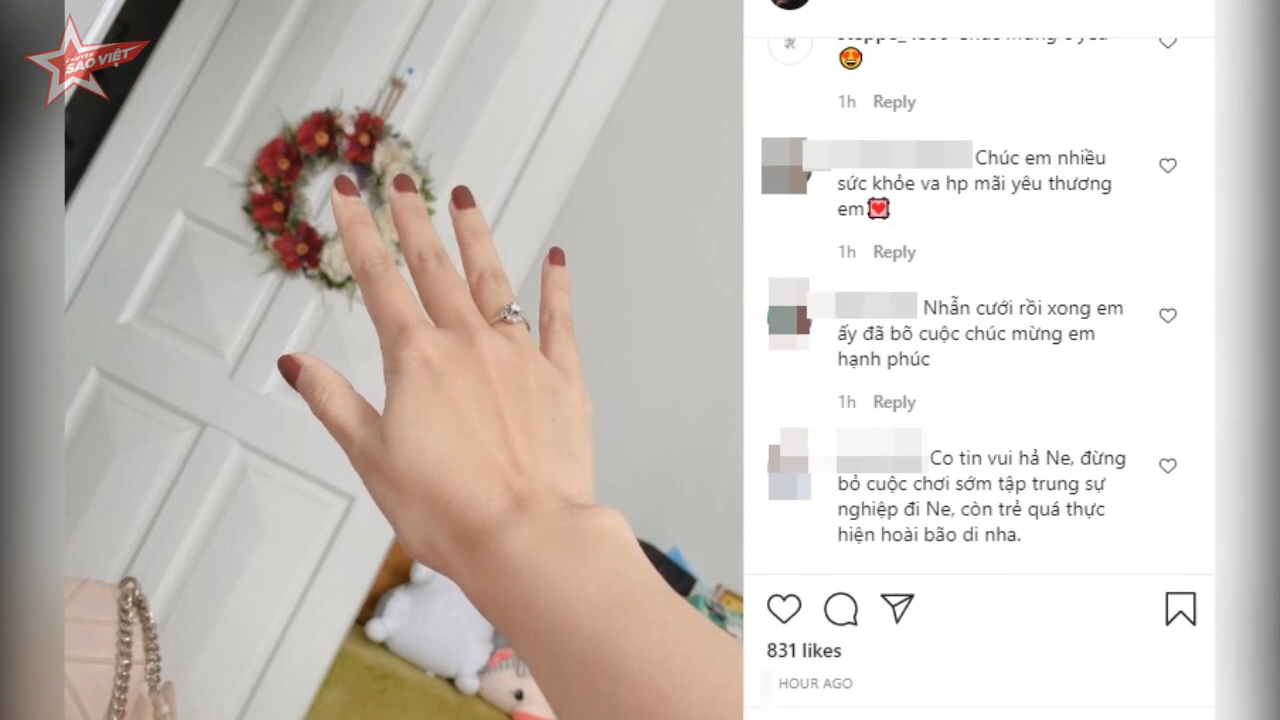 CHUYỆN
SAO VIỆT
1h Reply
Chúc em nhiều
sức khỏe va hp mãi yêu thương
em
1h Reply
Nhẫn cưới rồi xong em
ấy đã bõ cuộc chúc mừng em
hạnh phúc
1h Reply
Co tin vui hả Ne, đừng
bỏ cuộc chơi sớm tập trung sự
nghiệp đi Ne, còn trẻ quá thực
hiện hoài bão di nha.
831 likes
HOUR AGO